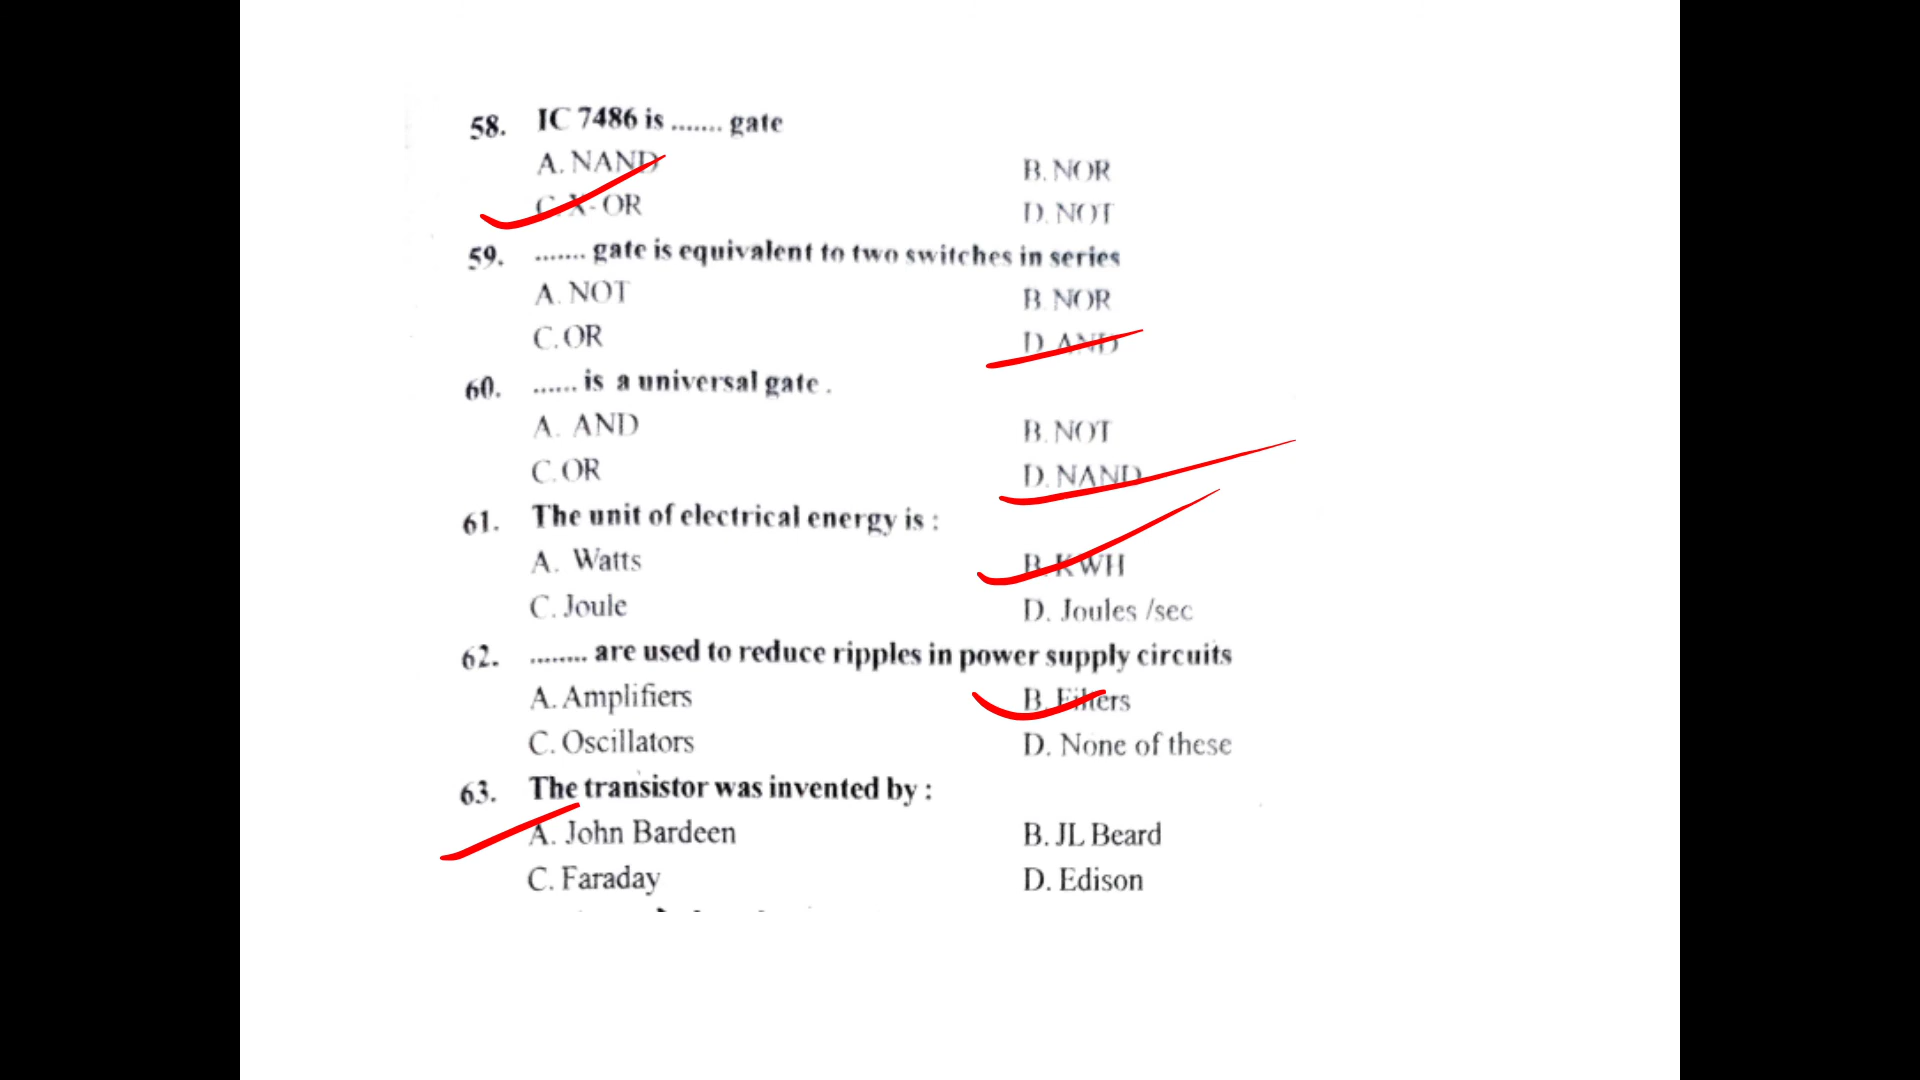 58. IC 7486 is ....... gate
A. NAND B. NOR
C. X- OR D. NOT
59. ....... gate is equivalent to two switches in series
A. NOT B. NOR
C. OR D. AND
60. ...... is a universal gate .
A. AND B. NOT
C. OR D. NAND
61. The unit of electrical energy is :
A. Watts B. KWH
C. Joule D. Joules /sec
62. ........ are used to reduce ripples in power supply circuits
A. Amplifiers B. Filters
C. Oscillators D. None of these
63. The transistor was invented by :
A. John Bardeen B. JL Beard
C. Faraday D. Edison